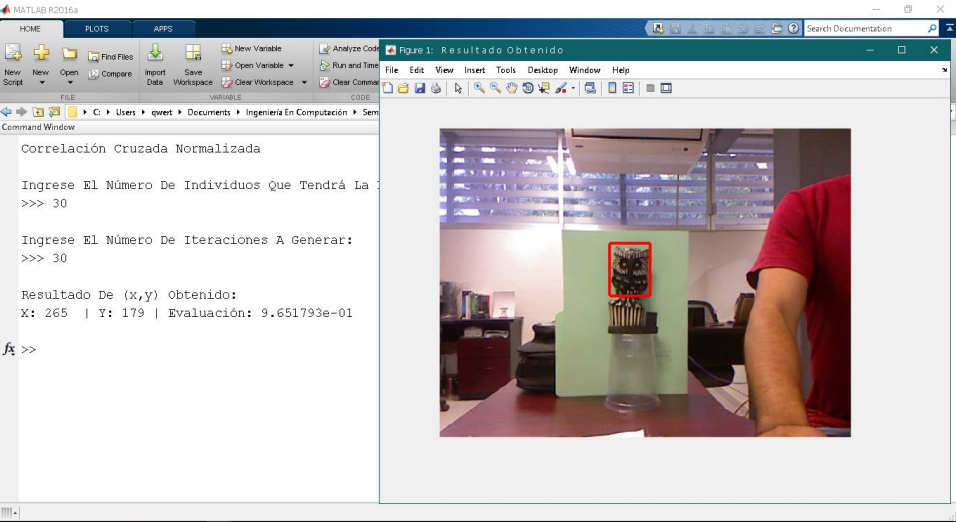 MATLAB R2016a
HOME PLOTS APPS
Search Documentation
New Script
New
Open
Find Files
Compare
Import Data
Save Workspace
New Variable
Open Variable
Clear Workspace
Analyze Code
Run and Time
Clear Comman
FILE VARIABLE CODE
C: Users qwert Documents Ingeniería En Computación Sem
Command Window
Correlación Cruzada Normalizada
Ingrese El Número De Individuos Que Tendrá La
>>> 30
Ingrese El Número De Iteraciones A Generar:
>>> 30
Resultado De (x,y) Obtenido:
X: 265 | Y: 179 | Evaluación: 9.651793e-01
fx >>
Figure 1: Resultado Obtenido
File Edit View Insert Tools Desktop Window Help